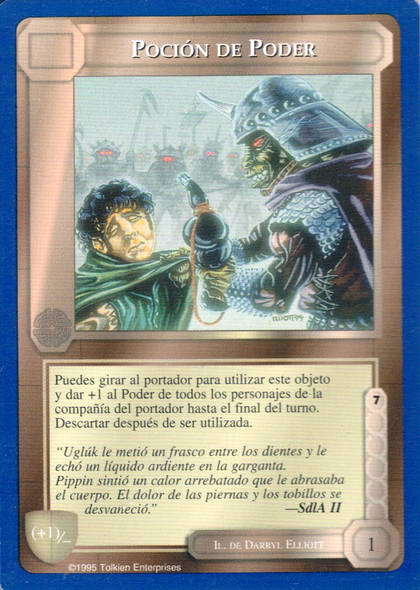 POCIÓN DE PODER
ELLIOTT95
Puedes girar al portador para utilizar este objeto
y dar +1 al Poder de todos los personajes de la
compañía del portador hasta el final del turno.
Descartar después de ser utilizada.
7
“Uglúk le metió un frasco entre los dientes y le
echó un líquido ardiente en la garganta.
Pippin sintió un calor arrebatado que le abrasaba
el cuerpo. El dolor de las piernas y los tobillos se
desvaneció.” —SdlA II
(+1)/–
IL. DE DARRYL ELLIOTT
1
©1995 Tolkien Enterprises